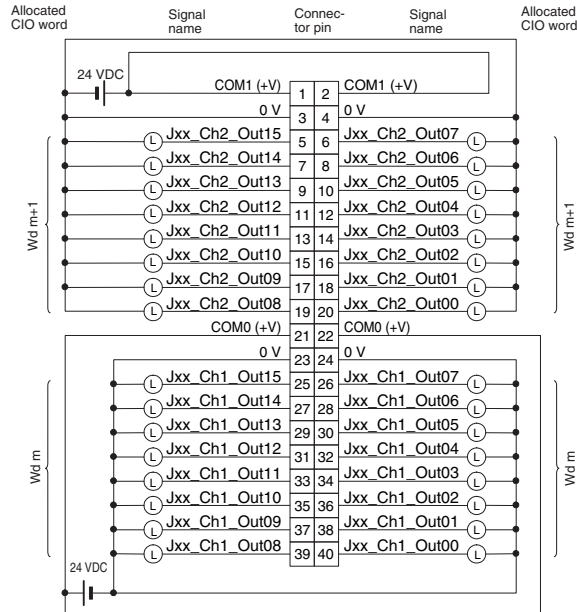 Allocated CIO word Signal name Connec-tor pin Signal name Allocated CIO word
24 VDC
COM1 (+V) 1 2 COM1 (+V)
0 V 3 4 0 V
L Jxx_Ch2_Out15 5 6 Jxx_Ch2_Out07 L
L Jxx_Ch2_Out14 7 8 Jxx_Ch2_Out06 L
L Jxx_Ch2_Out13 9 10 Jxx_Ch2_Out05 L
L Jxx_Ch2_Out12 11 12 Jxx_Ch2_Out04 L
L Jxx_Ch2_Out11 13 14 Jxx_Ch2_Out03 L
L Jxx_Ch2_Out10 15 16 Jxx_Ch2_Out02 L
L Jxx_Ch2_Out09 17 18 Jxx_Ch2_Out01 L
L Jxx_Ch2_Out08 19 20 Jxx_Ch2_Out00 L
Wd m+1
Wd m+1
COM0 (+V) 21 22 COM0 (+V)
0 V 23 24 0 V
L Jxx_Ch1_Out15 25 26 Jxx_Ch1_Out07 L
L Jxx_Ch1_Out14 27 28 Jxx_Ch1_Out06 L
L Jxx_Ch1_Out13 29 30 Jxx_Ch1_Out05 L
L Jxx_Ch1_Out12 31 32 Jxx_Ch1_Out04 L
L Jxx_Ch1_Out11 33 34 Jxx_Ch1_Out03 L
L Jxx_Ch1_Out10 35 36 Jxx_Ch1_Out02 L
L Jxx_Ch1_Out09 37 38 Jxx_Ch1_Out01 L
L Jxx_Ch1_Out08 39 40 Jxx_Ch1_Out00 L
Wd m
Wd m
24 VDC